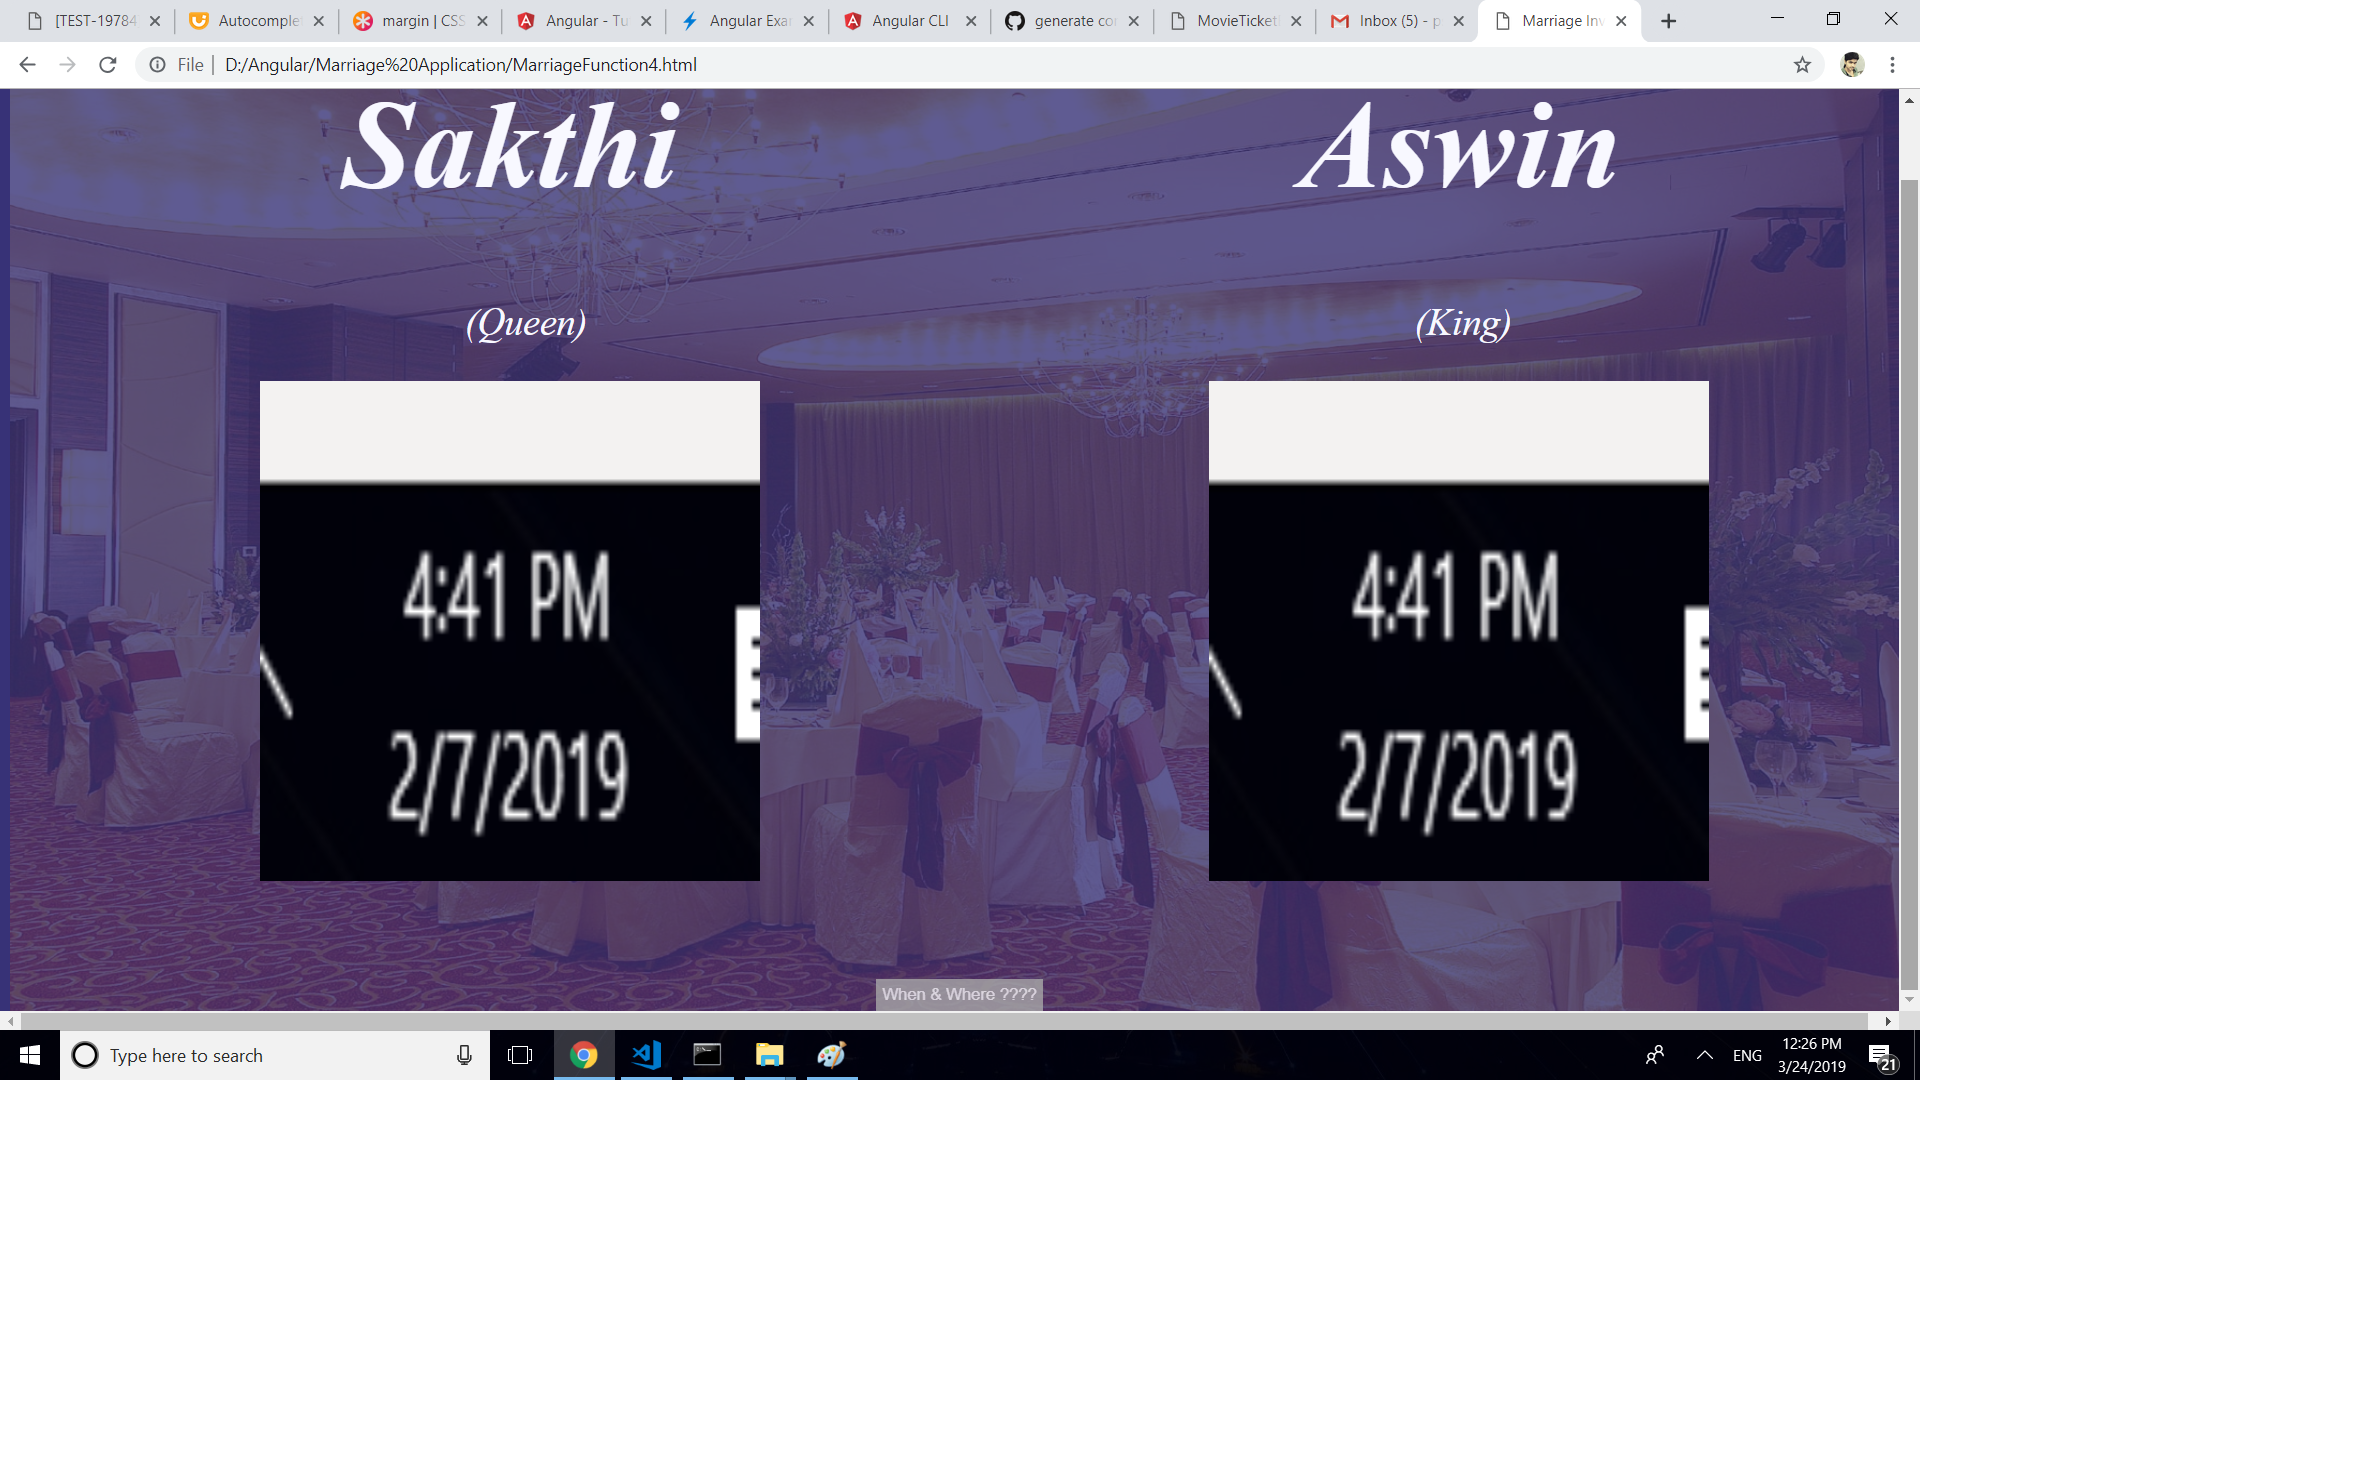 [TEST-19784
Autocomple
margin | CSS
Angular - Tu
Angular Exa
Angular CLI
generate co
MovieTicket
Inbox (5) - p
Marriage Inv
File | D:/Angular/Marriage%20Application/MarriageFunction4.html
Sakthi
Aswin
(Queen)
(King)
4:41 PM
4:41 PM
2/7/2019
2/7/2019
When & Where ????
Type here to search
ENG
12:26 PM
3/24/2019
21